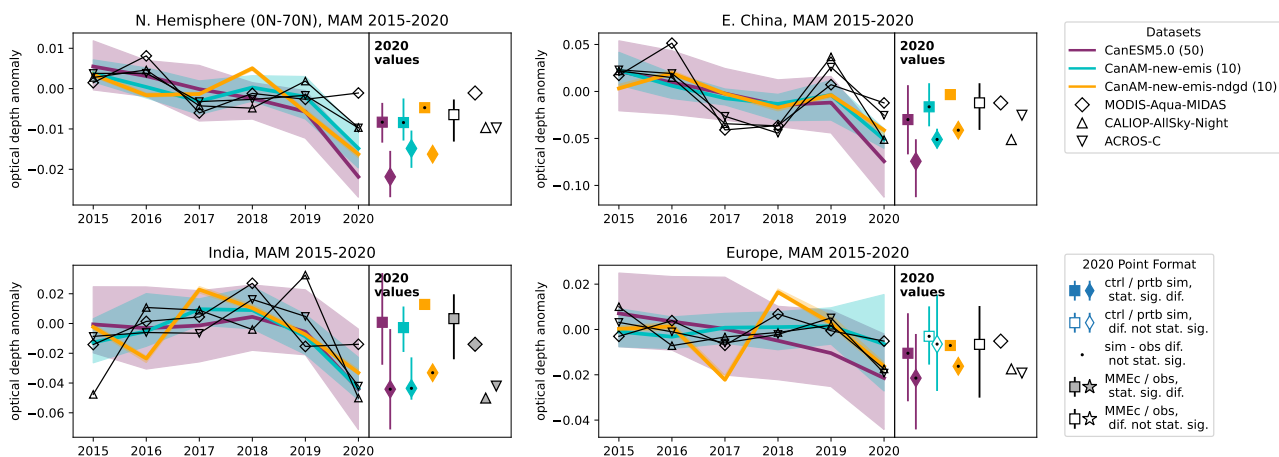 N. Hemisphere (0N-70N), MAM 2015-2020
optical depth anomaly
0.01
0.00
−0.01
−0.02
2015 2016 2017 2018 2019 2020
2020
values
E. China, MAM 2015-2020
optical depth anomaly
0.05
0.00
−0.05
−0.10
2015 2016 2017 2018 2019 2020
2020
values
Datasets
CanESM5.0 (50)
CanAM-new-emis (10)
CanAM-new-emis-ndgd (10)
MODIS-Aqua-MIDAS
CALIOP-AllSky-Night
ACROS-C
India, MAM 2015-2020
optical depth anomaly
0.02
0.00
−0.02
−0.04
−0.06
2015 2016 2017 2018 2019 2020
2020
values
Europe, MAM 2015-2020
optical depth anomaly
0.02
0.00
−0.02
−0.04
2015 2016 2017 2018 2019 2020
2020
values
2020 Point Format
ctrl / prtb sim,
stat. sig. dif.
ctrl / prtb sim,
dif. not stat. sig.
sim - obs dif.
not stat. sig.
MMEc / obs,
stat. sig. dif.
MMEc / obs,
dif. not stat. sig.